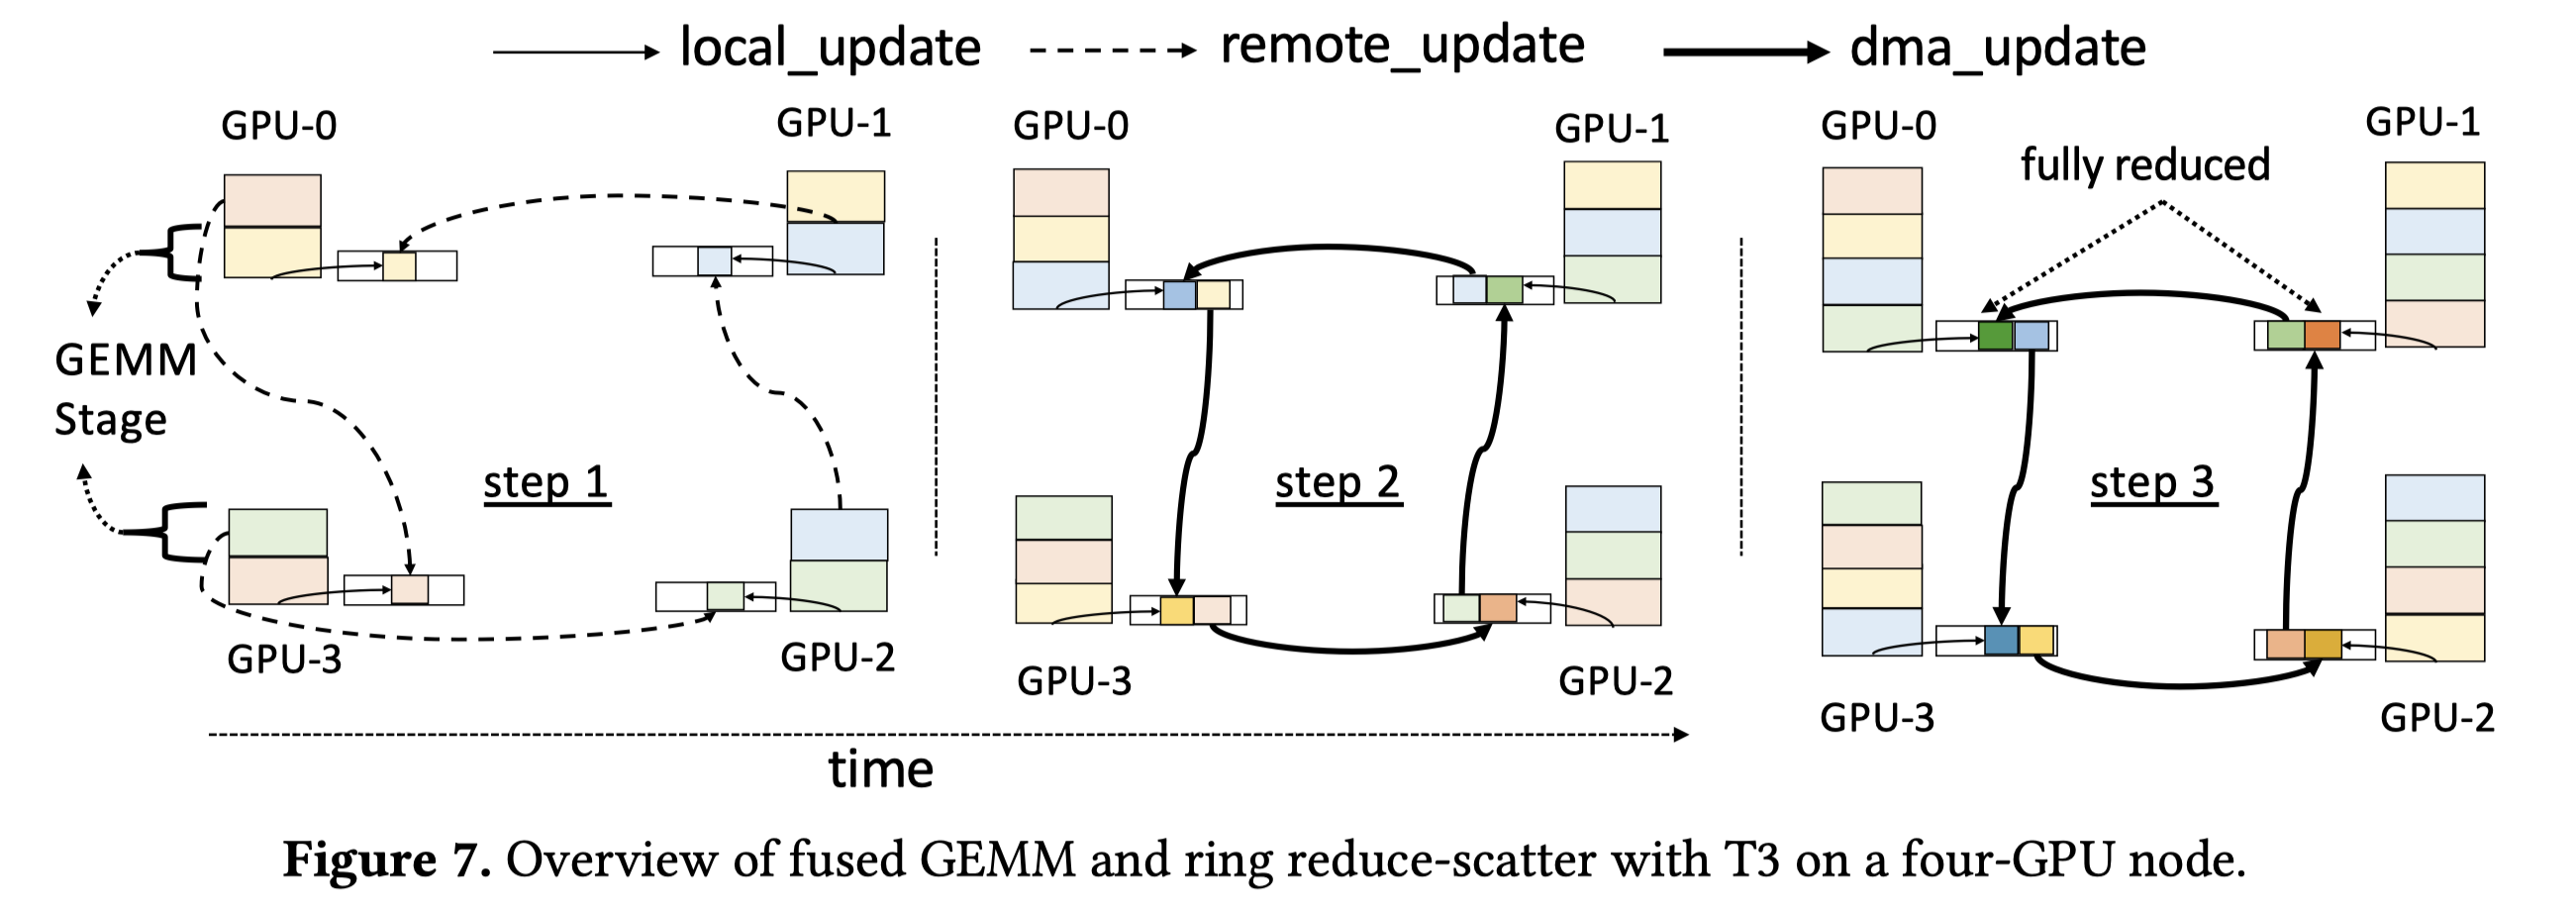 local_update remote_update dma_update
GPU-0 GPU-1 GPU-0 GPU-1 GPU-0 GPU-1
fully reduced
GEMM
Stage
step 1 step 2 step 3
GPU-3 GPU-2 GPU-3 GPU-2 GPU-3 GPU-2
time
Figure 7. Overview of fused GEMM and ring reduce-scatter with T3 on a four-GPU node.